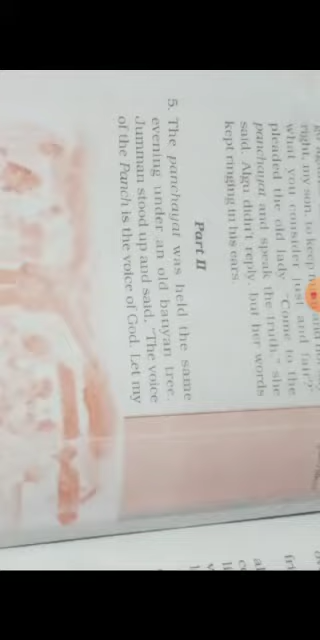 right, my son, to keep
what you consider just and fair?"
pleaded the old lady. "Come to the
panchayat and speak the truth," she
said. Algu didn't reply, but her words
kept ringing in his ears.
Part II
5. The panchayat was held the same
evening under an old banyan tree.
Jumman stood up and said, "The voice
of the Panch is the voice of God. Let my